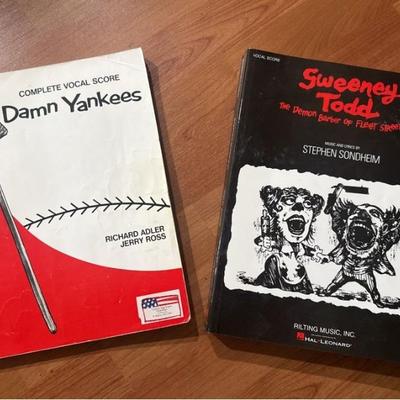 COMPLETE VOCAL SCORE
Damn Yankees
RICHARD ADLER
JERRY ROSS
VOCAL SCORE
Sweeney
Todd
The Demon Barber of Fleet Street
MUSIC AND LYRICS BY
STEPHEN SONDHEIM
RILTING MUSIC, INC.
HAL•LEONARD